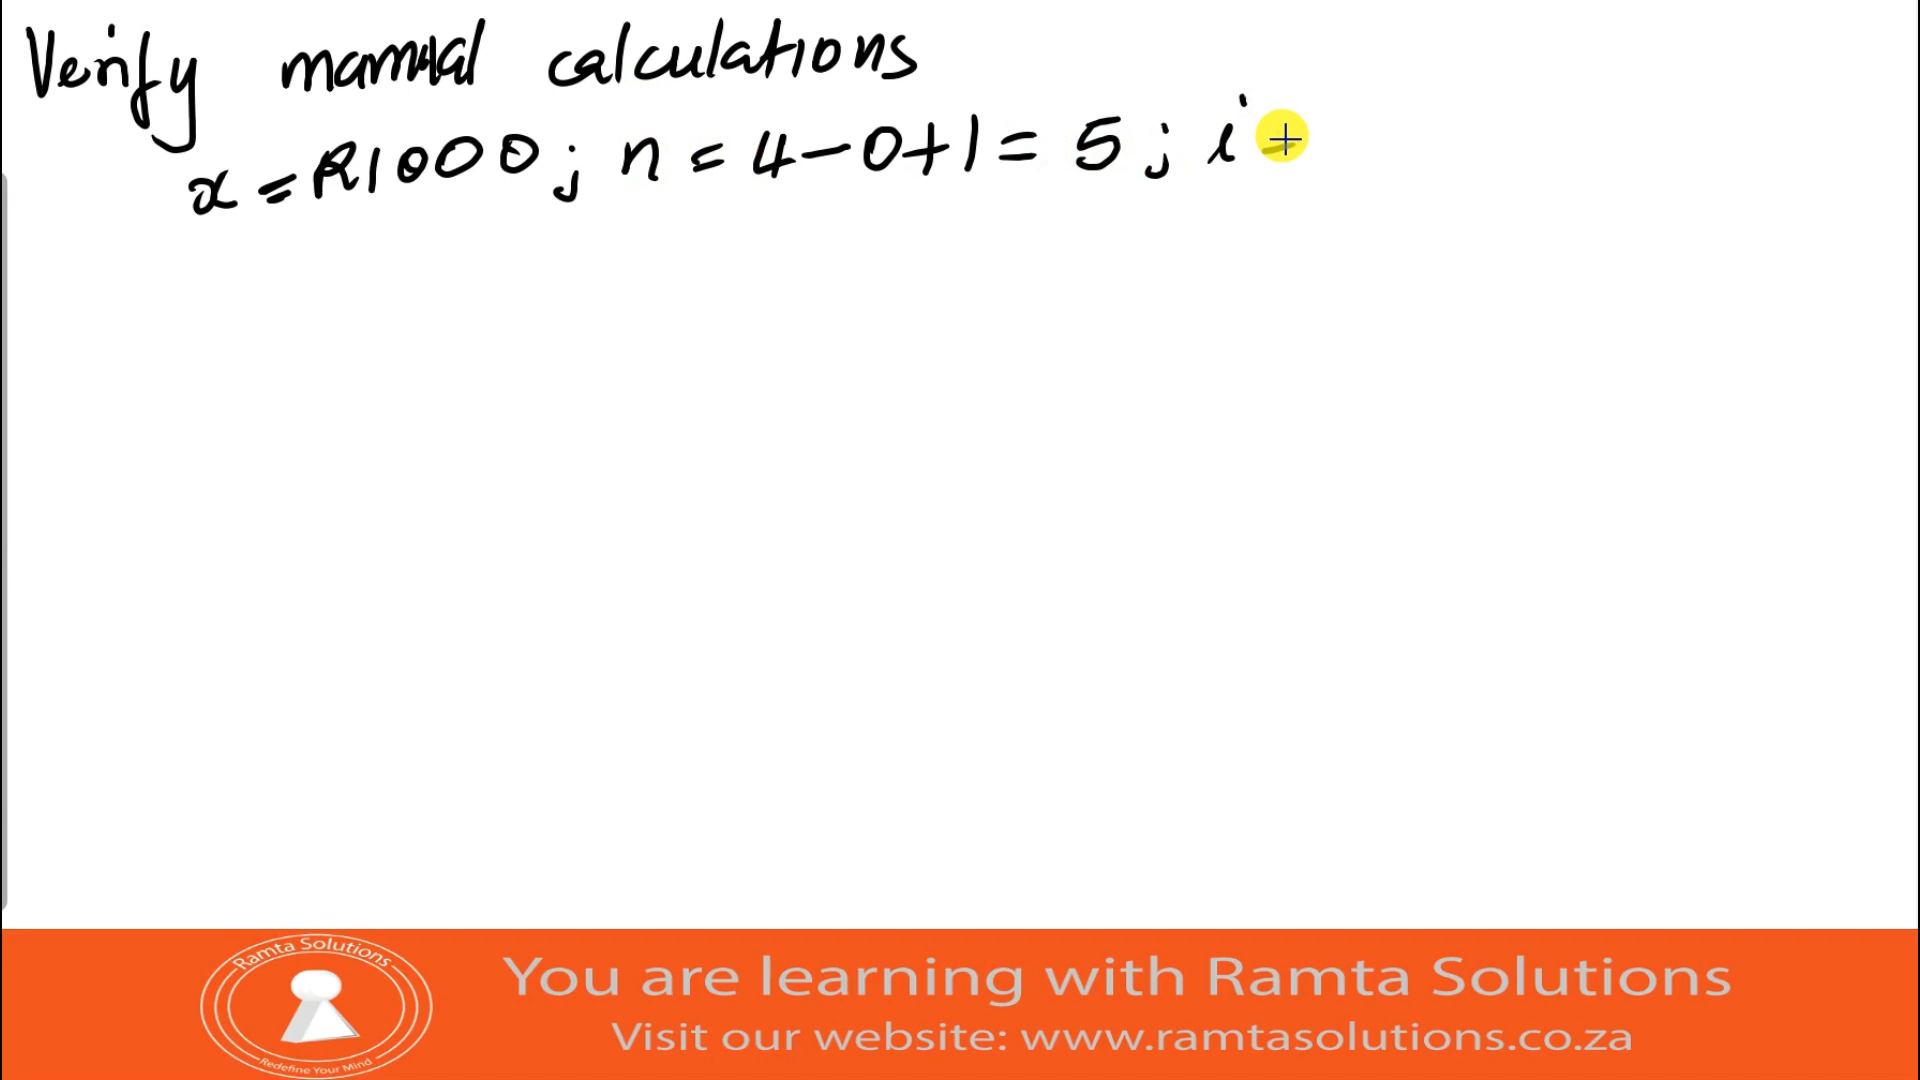 Verify manual calculations
x = R1000; n = 4-0+1 = 5; i =
Ramta Solutions
Redefine Your Mind
You are learning with Ramta Solutions
Visit our website: www.ramtasolutions.co.za